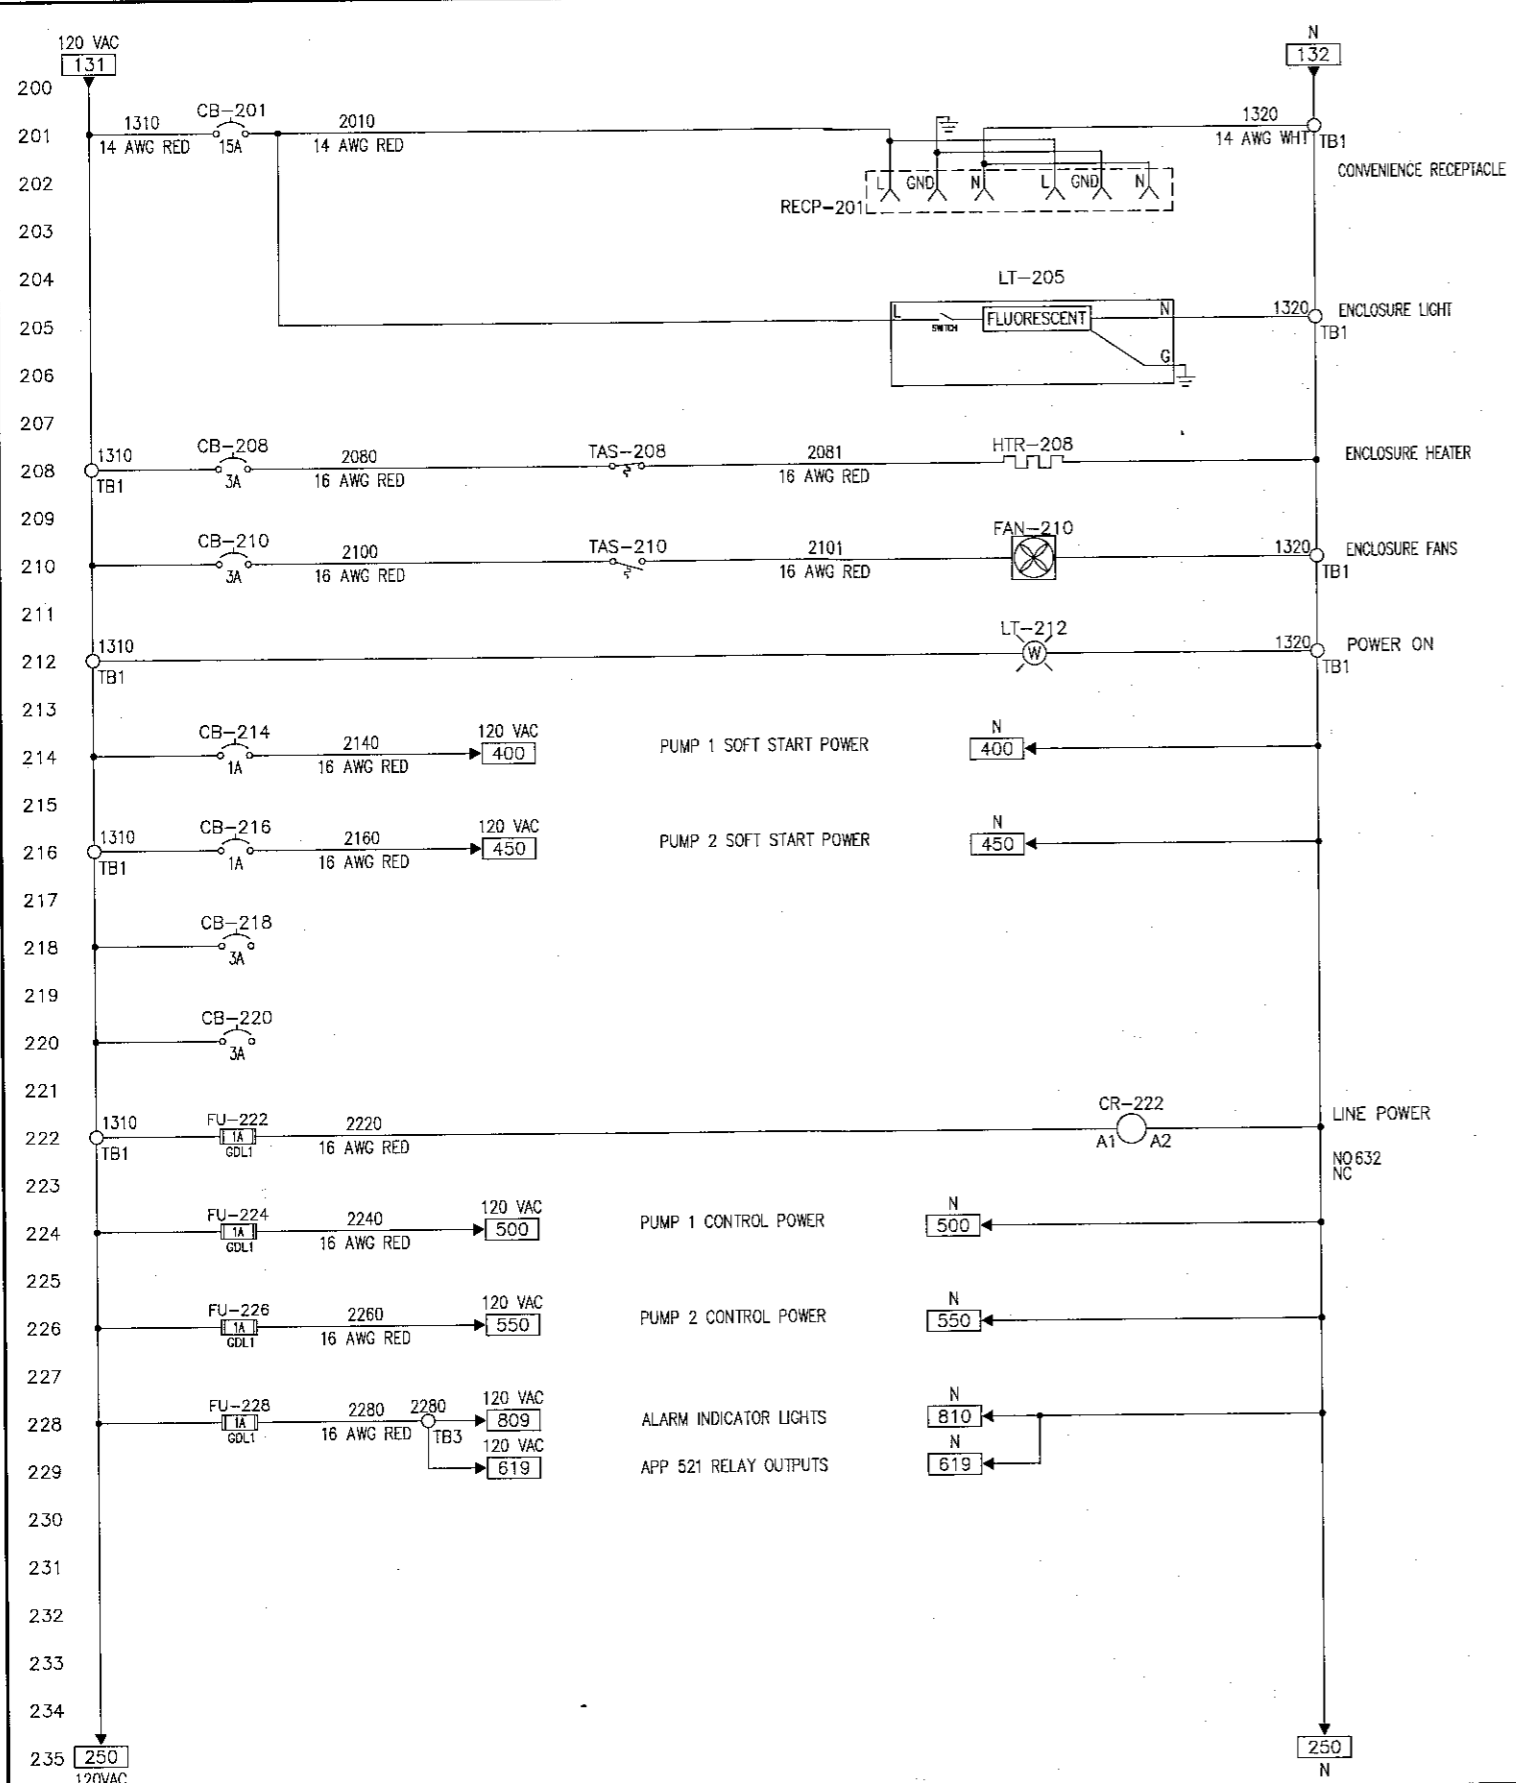 120 VAC N
131 132
200
CB-201
201 1310 2010 1320
14 AWG RED 15A 14 AWG RED 14 AWG WHT TB1
CONVENIENCE RECEPTACLE
202 L GND N L GND N
RECP-201
203
204 LT-205
L N 1320 ENCLOSURE LIGHT
205 SWITCH FLUORESCENT TB1
206 G
207
CB-208 TAS-208 HTR-208 ENCLOSURE HEATER
208 1310 2080 2081
TB1 3A 16 AWG RED 16 AWG RED
209
CB-210 TAS-210 FAN-210
210 2100 2101 1320 ENCLOSURE FANS
3A 16 AWG RED 16 AWG RED TB1
211
LT-212
212 1310 W 1320 POWER ON
TB1 TB1
213
CB-214 120 VAC N
214 2140 400 PUMP 1 SOFT START POWER 400
1A 16 AWG RED
215
CB-216 120 VAC N
216 1310 2160 450 PUMP 2 SOFT START POWER 450
TB1 1A 16 AWG RED
217
CB-218
218
3A
219
CB-220
220
3A
221
CR-222
FU-222 LINE POWER
222 1310 1A 2220 A1 A2
TB1 GDL1 16 AWG RED
NO 632
NC
223
FU-224 120 VAC N
224 1A 2240 500 PUMP 1 CONTROL POWER 500
GDL1 16 AWG RED
225
FU-226 120 VAC N
226 1A 2260 550 PUMP 2 CONTROL POWER 550
GDL1 16 AWG RED
227
FU-228 120 VAC N
228 1A 2280 2280 809 ALARM INDICATOR LIGHTS 810
GDL1 16 AWG RED TB3
120 VAC N
229 619 APP 521 RELAY OUTPUTS 619
230
231
232
233
234
235 250 250
120VAC N